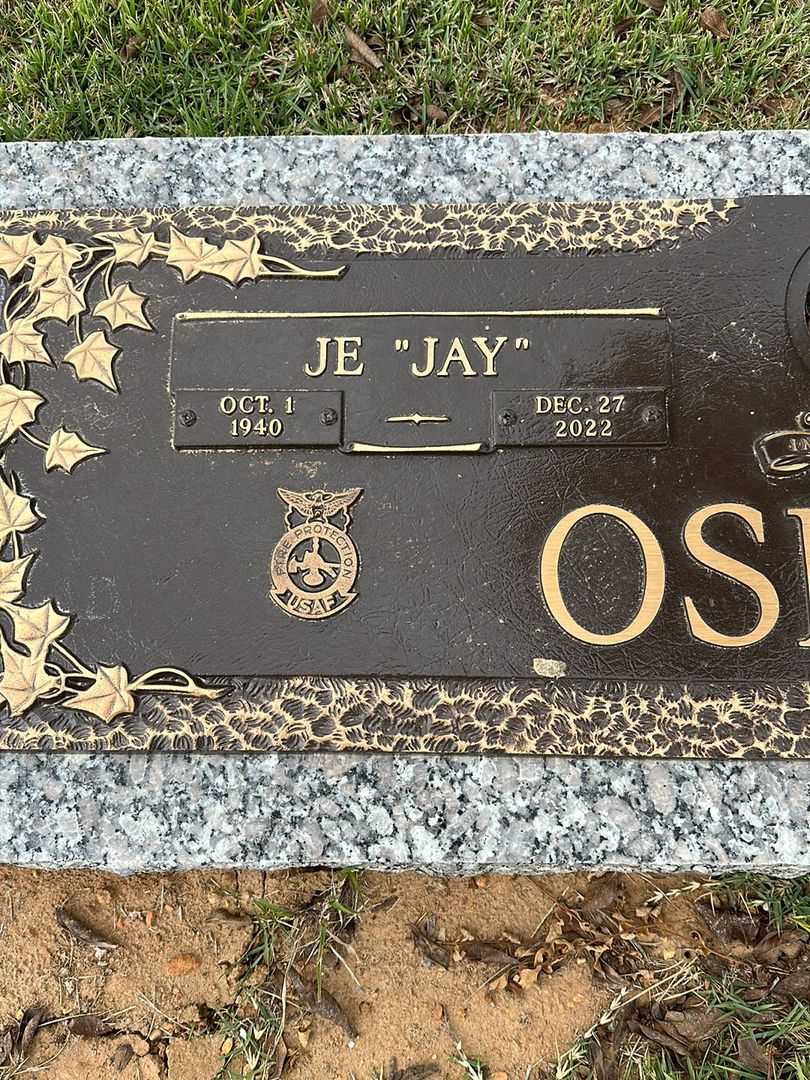 JE "JAY"
OCT. 1
1940
DEC. 27
2022
FIRE PROTECTION
USAF
OS